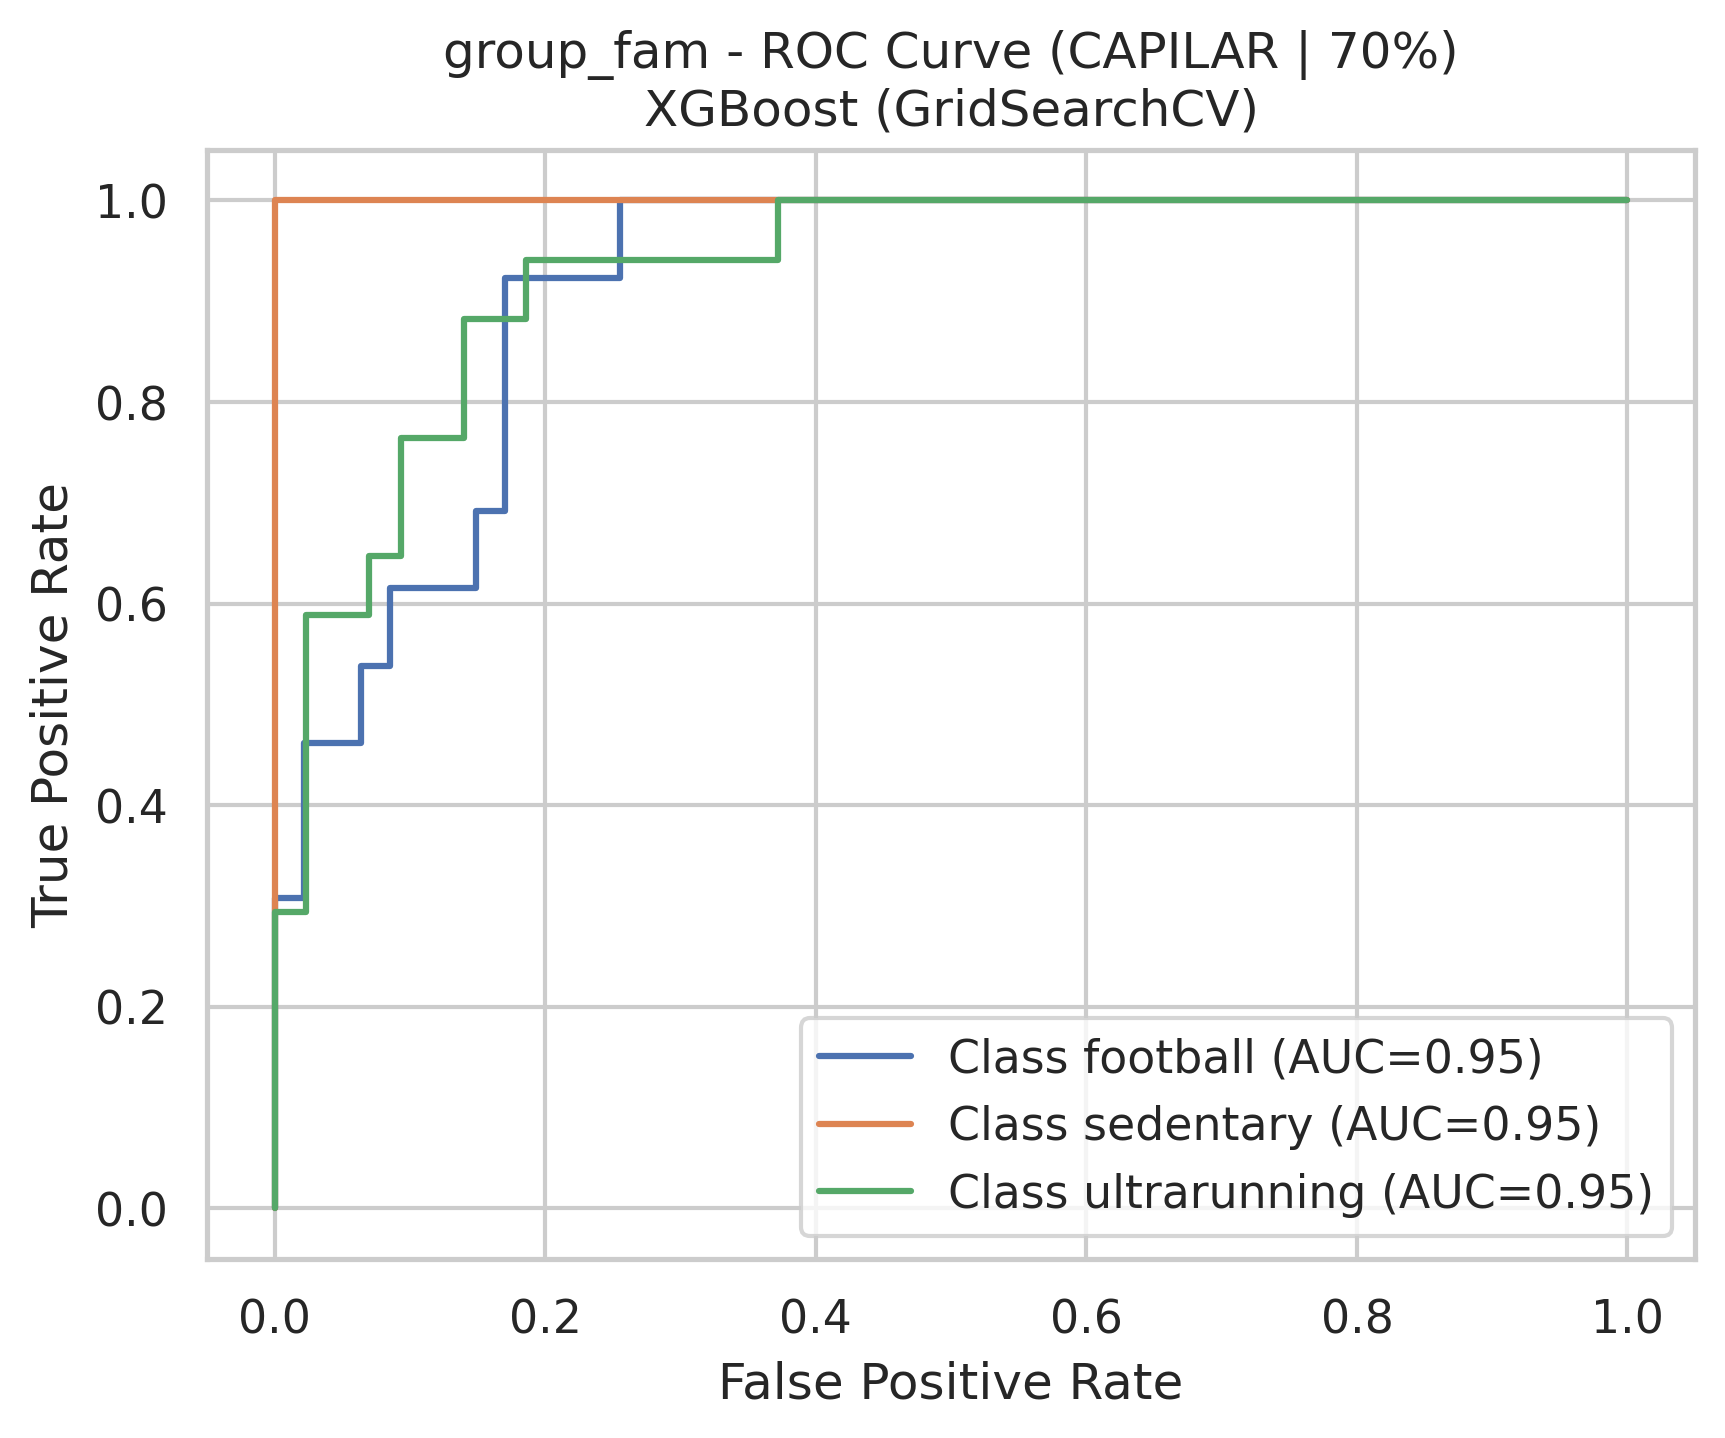 group_fam - ROC Curve (CAPILAR | 70%)
XGBoost (GridSearchCV)
True Positive Rate
1.0
0.8
0.6
0.4
0.2
0.0
Class football (AUC=0.95)
Class sedentary (AUC=0.95)
Class ultrarunning (AUC=0.95)
0.0 0.2 0.4 0.6 0.8 1.0
False Positive Rate